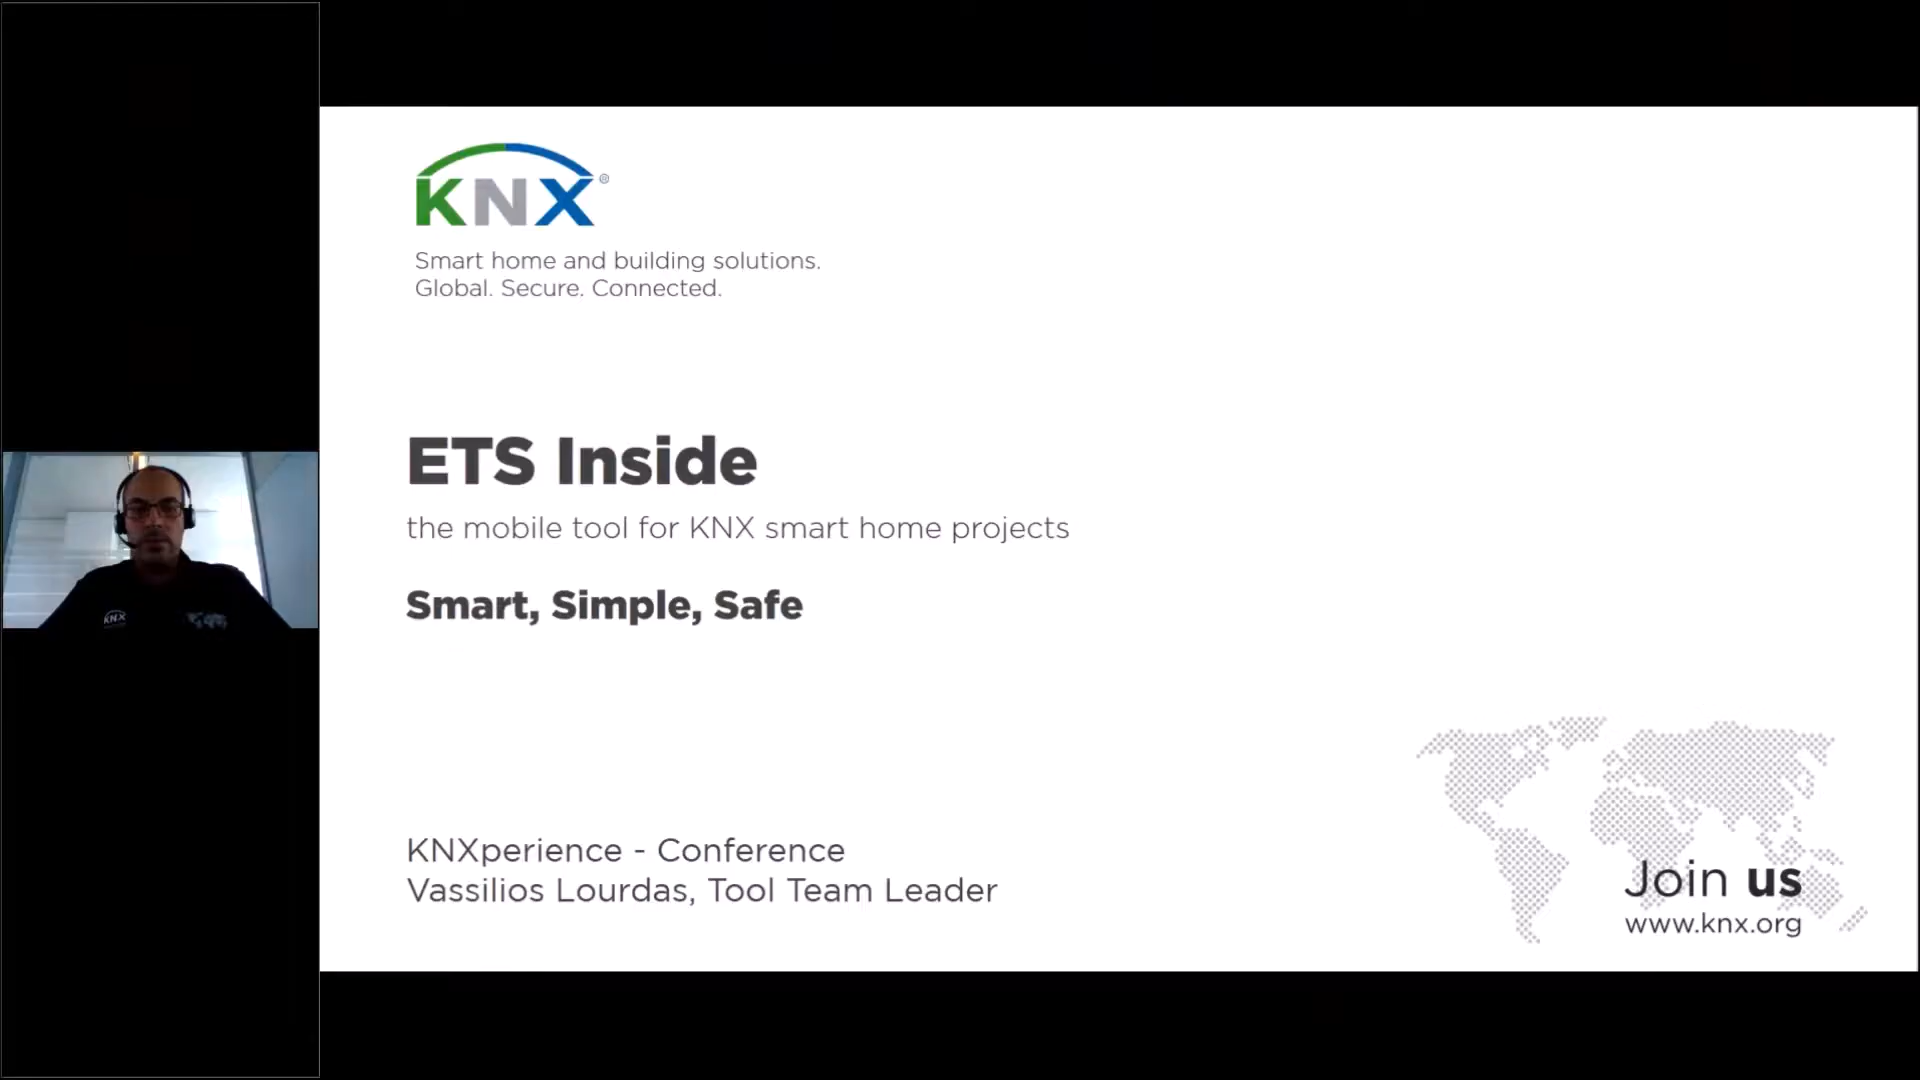 KNX®
Smart home and building solutions.
Global. Secure. Connected.
ETS Inside
the mobile tool for KNX smart home projects
Smart, Simple, Safe
KNXperience - Conference
Vassilios Lourdas, Tool Team Leader
Join us
www.knx.org
KNX